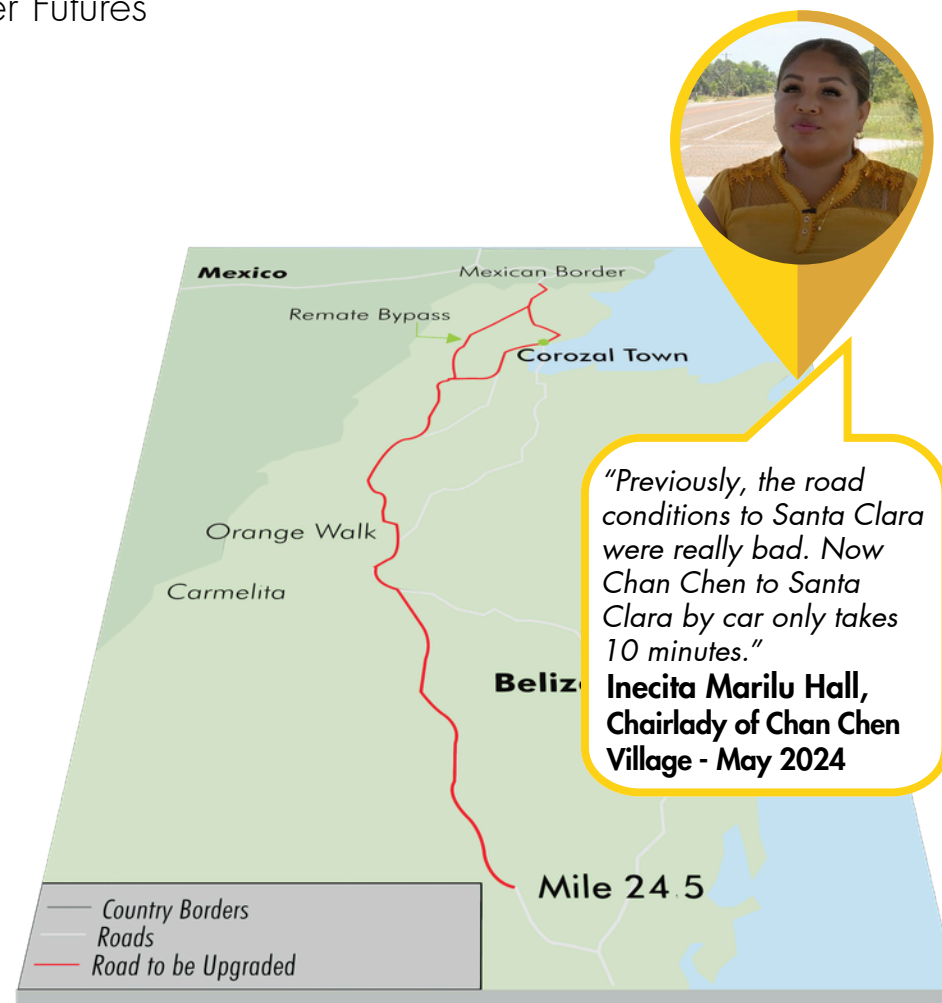 er Futures
Mexico
Mexican Border
Remate Bypass
Corozal Town
“Previously, the road
conditions to Santa Clara
were really bad. Now
Chan Chen to Santa
Clara by car only takes
10 minutes.”
Inecita Marilu Hall,
Chairlady of Chan Chen
Village - May 2024
Orange Walk
Carmelita
Beliz
Mile 24.5
Country Borders
Roads
Road to be Upgraded